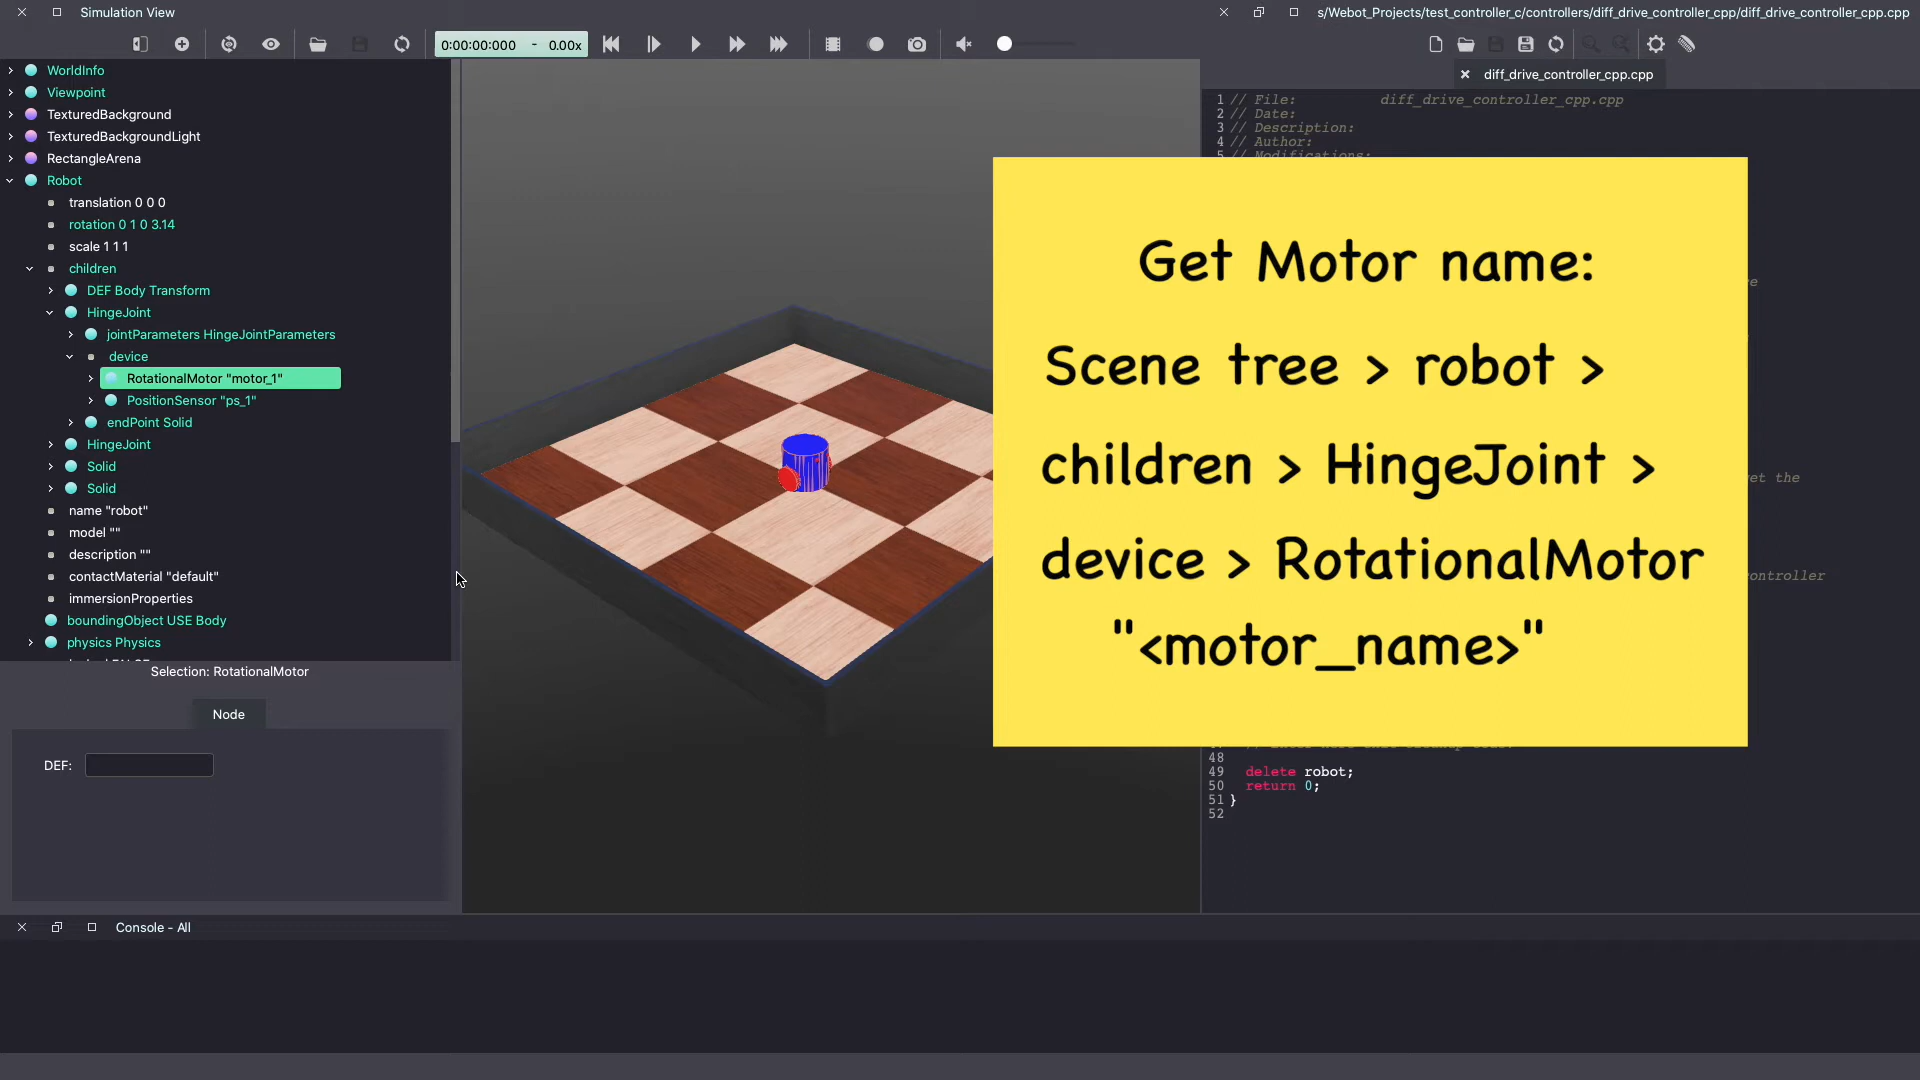 Simulation View
s/Webot_Projects/test_controller_c/controllers/diff_drive_controller_cpp/diff_drive_controller_cpp.cpp
0:00:00:000 - 0.00x
diff_drive_controller_cpp.cpp
WorldInfo
Viewpoint
TexturedBackground
TexturedBackgroundLight
RectangleArena
Robot
translation 0 0 0
rotation 0 1 0 3.14
scale 1 1 1
children
DEF Body Transform
HingeJoint
jointParameters HingeJointParameters
device
RotationalMotor "motor_1"
PositionSensor "ps_1"
endPoint Solid
HingeJoint
Solid
Solid
name "robot"
model ""
description ""
contactMaterial "default"
immersionProperties
boundingObject USE Body
physics Physics
Selection: RotationalMotor
Node
DEF:
1 // File: diff_drive_controller_cpp.cpp
2 // Date:
3 // Description:
4 // Author:
5 // Modifications:
Get Motor name:
Scene tree > robot >
children > HingeJoint >
device > RotationalMotor
"<motor_name>"
the
controller
48
49 delete robot;
50 return 0;
51 }
52
Console - All